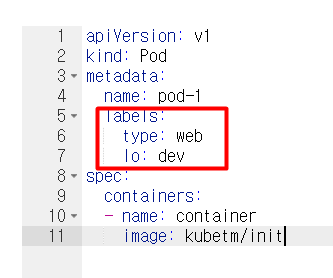 1 apiVersion: v1
2 kind: Pod
3 metadata:
4   name: pod-1
5   labels:
6     type: web
7     lo: dev
8 spec:
9   containers:
10   - name: container
11     image: kubetm/init